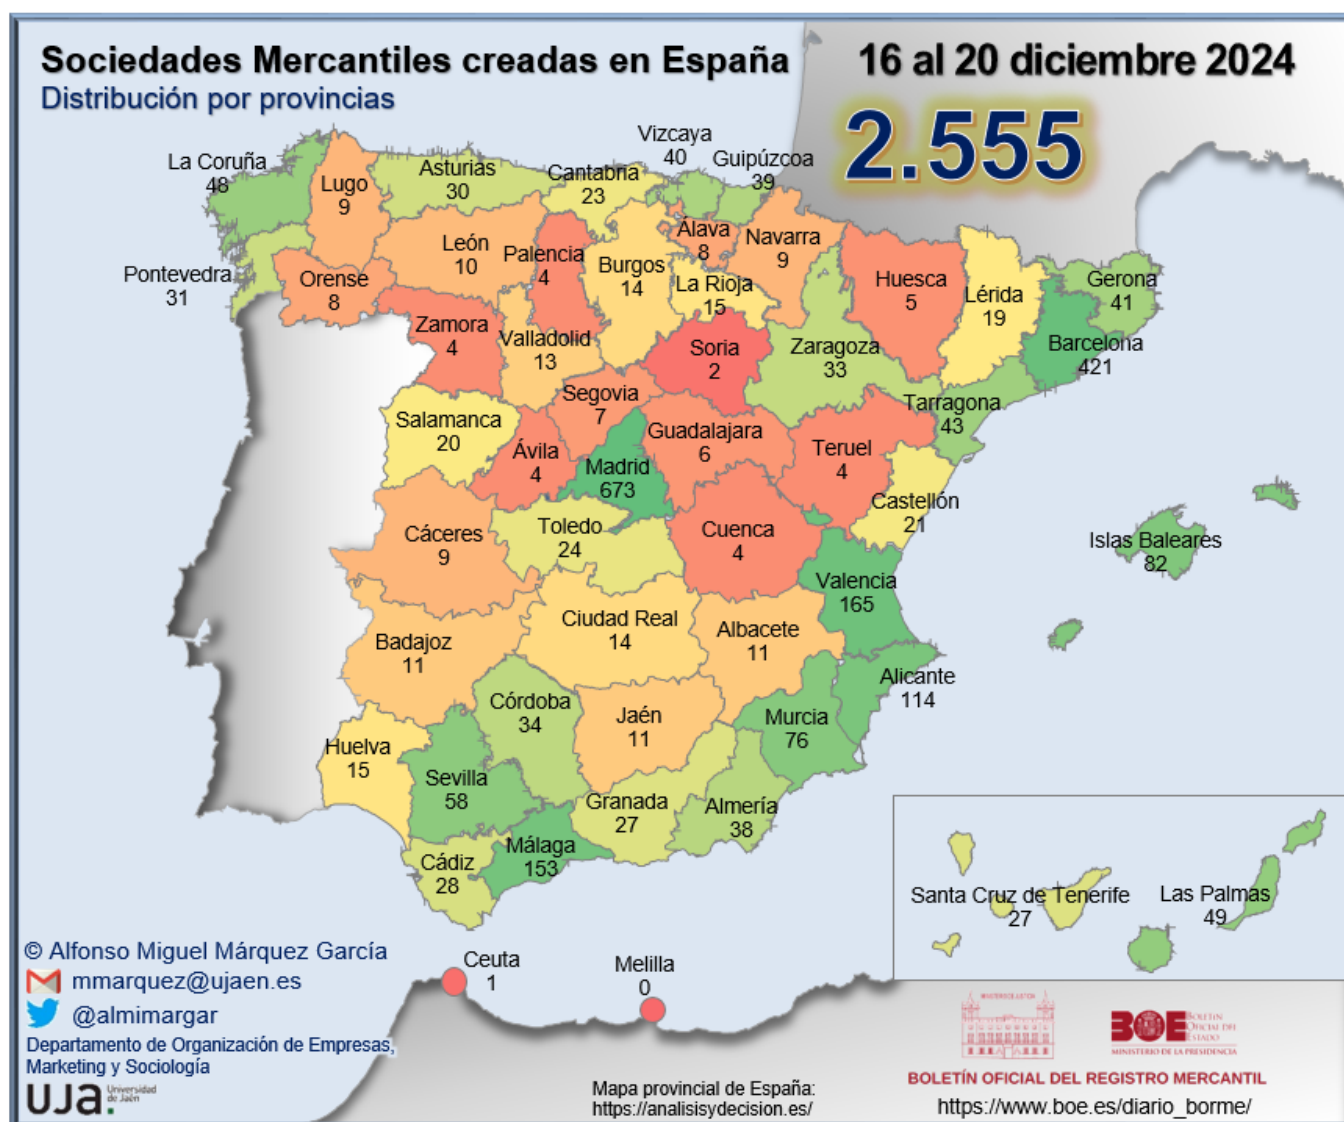 Sociedades Mercantiles creadas en España
Distribución por provincias
16 al 20 diciembre 2024
2.555
La Coruña
48
Lugo
9
Asturias
30
Cantabria
23
Vizcaya
40
Guipúzcoa
39
Pontevedra
31
Orense
8
León
10
Palencia
4
Burgos
14
Álava
8
Navarra
9
La Rioja
15
Huesca
5
Lérida
19
Gerona
41
Barcelona
421
Zamora
4
Valladolid
13
Soria
2
Zaragoza
33
Tarragona
43
Salamanca
20
Ávila
4
Segovia
7
Madrid
673
Guadalajara
6
Teruel
4
Castellón
21
Cáceres
9
Toledo
24
Cuenca
4
Valencia
165
Islas Baleares
82
Badajoz
11
Ciudad Real
14
Albacete
11
Alicante
114
Huelva
15
Sevilla
58
Córdoba
34
Jaén
11
Murcia
76
Cádiz
28
Málaga
153
Granada
27
Almería
38
Santa Cruz de Tenerife
27
Las Palmas
49
Ceuta
1
Melilla
0
© Alfonso Miguel Márquez García
mmarquez@ujaen.es
@almimargar
Departamento de Organización de Empresas,
Marketing y Sociología
UJa.
Universidad
de Jaén
Mapa provincial de España:
https://analisisydecision.es/
MINISTERIO DE JUSTICIA
BOE
BOLETÍN
OFICIAL DEL
ESTADO
MINISTERIO DE LA PRESIDENCIA
BOLETÍN OFICIAL DEL REGISTRO MERCANTIL
https://www.boe.es/diario_borme/